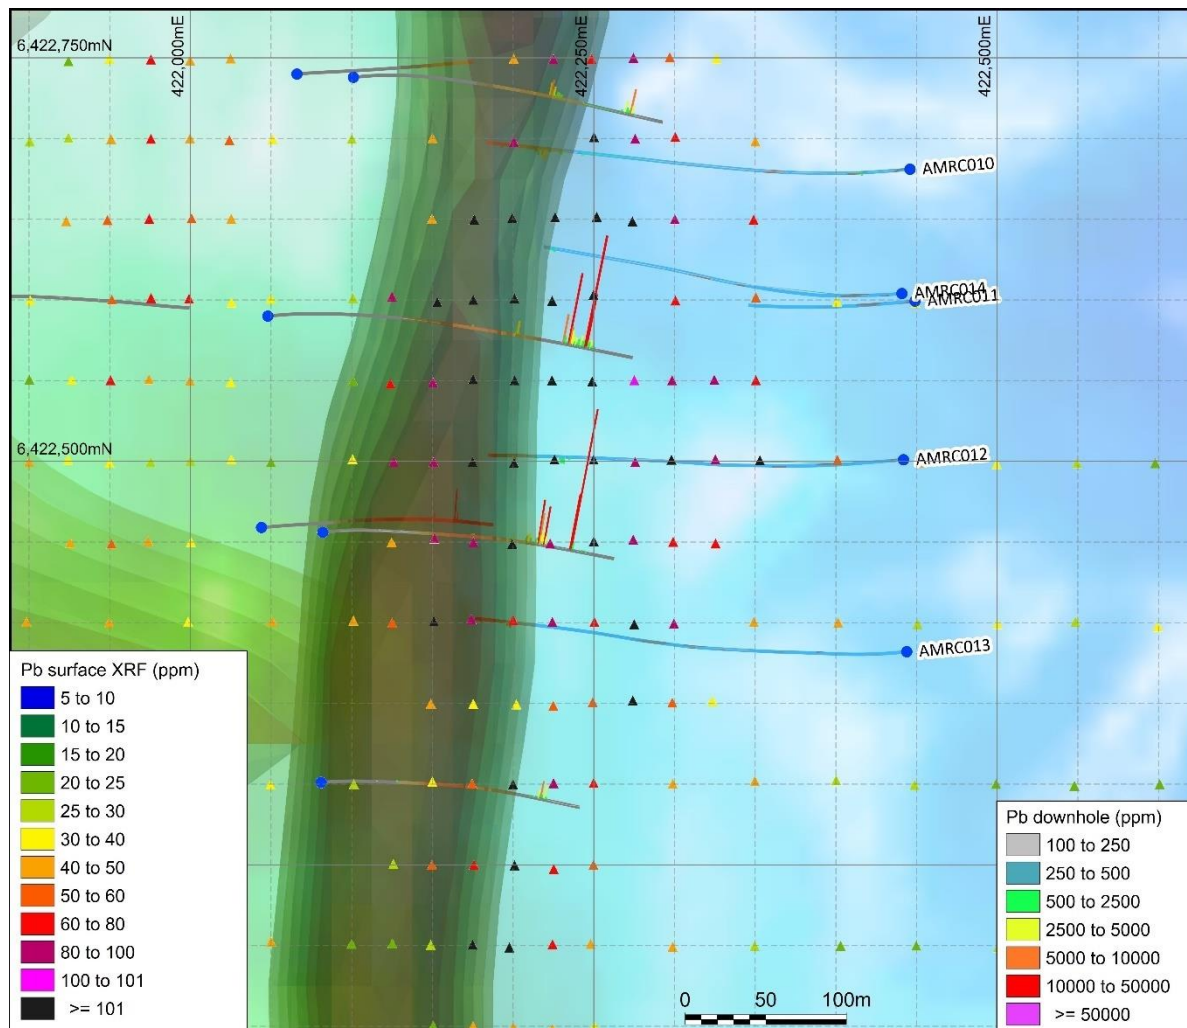 6,422,750mN
422,000mE
422,250mE
422,500mE
AMRC010
AMRC014
AMRC011
6,422,500mN
AMRC012
AMRC013
Pb surface XRF (ppm)
5 to 10
10 to 15
15 to 20
20 to 25
25 to 30
30 to 40
40 to 50
50 to 60
60 to 80
80 to 100
100 to 101
>= 101
0 50 100m
Pb downhole (ppm)
100 to 250
250 to 500
500 to 2500
2500 to 5000
5000 to 10000
10000 to 50000
>= 50000